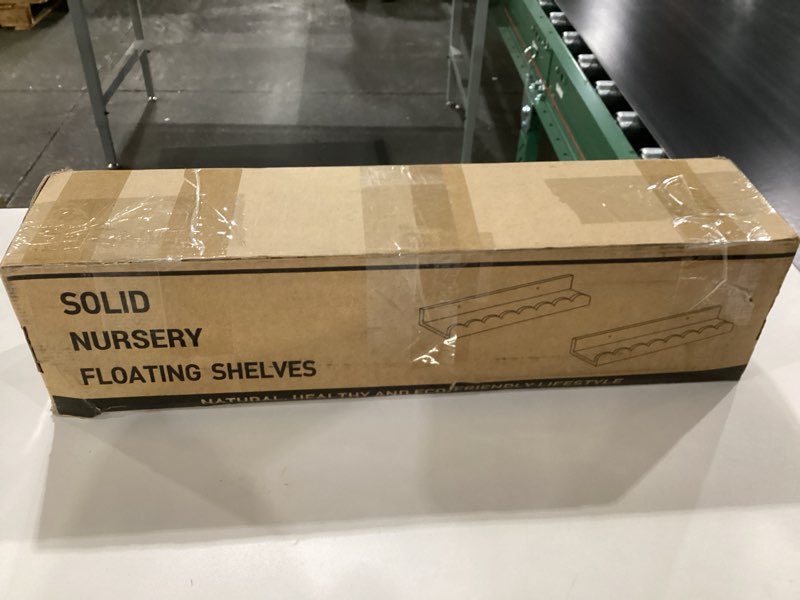 SOLID
NURSERY
FLOATING SHELVES
NATURAL, HEALTHY AND ECO-FRIENDLY LIFESTYLE